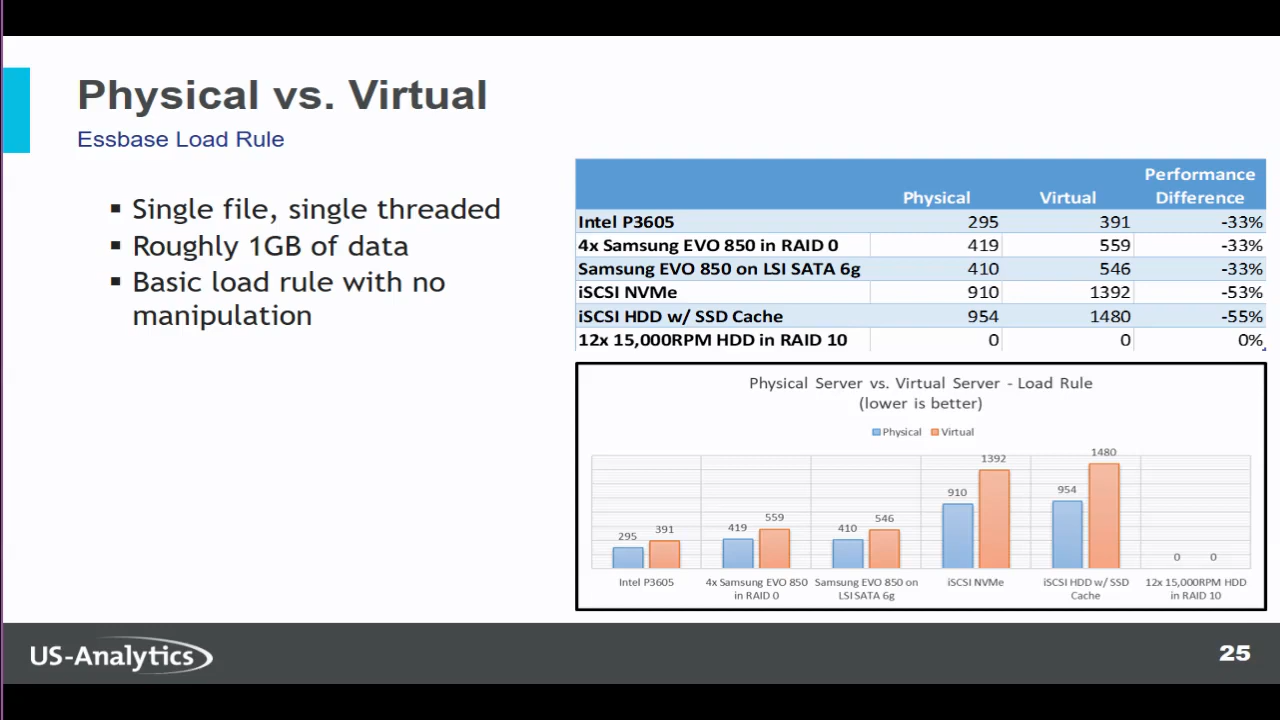 Physical vs. Virtual
Essbase Load Rule
▪ Single file, single threaded
▪ Roughly 1GB of data
▪ Basic load rule with no
manipulation
Physical Virtual Performance Difference
Intel P3605 295 391 -33%
4x Samsung EVO 850 in RAID 0 419 559 -33%
Samsung EVO 850 on LSI SATA 6g 410 546 -33%
iSCSI NVMe 910 1392 -53%
iSCSI HDD w/ SSD Cache 954 1480 -55%
12x 15,000RPM HDD in RAID 10 0 0 0%
Physical Server vs. Virtual Server - Load Rule
(lower is better)
Physical Virtual
295 391 419 559 410 546 910 1392 954 1480 0 0
Intel P3605
4x Samsung EVO 850
in RAID 0
Samsung EVO 850 on
LSI SATA 6g
iSCSI NVMe
iSCSI HDD w/ SSD
Cache
12x 15,000RPM HDD
in RAID 10
US-Analytics
25